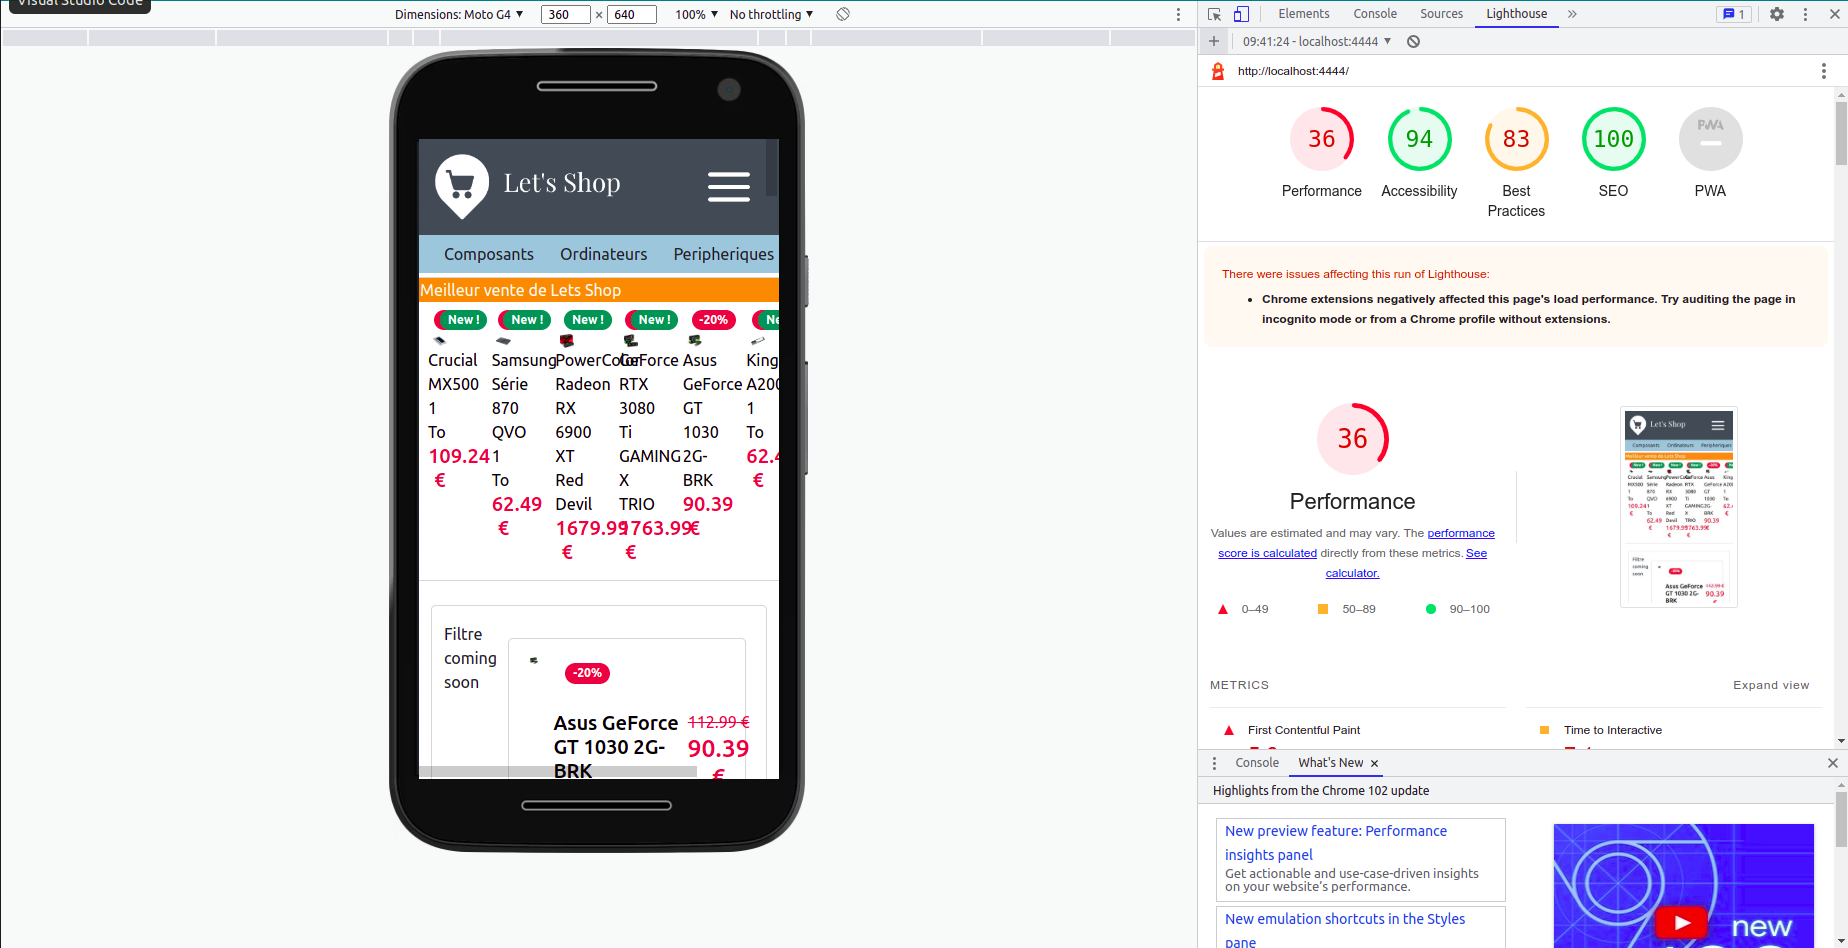 Visual Studio Code
Dimensions: Moto G4 ▼ 360 × 640 100% ▼ No throttling ▼
Elements Console Sources Lighthouse » 1
09:41:24 - localhost:4444 ▼
http://localhost:4444/
36 94 83 100 PWA
Performance Accessibility Best Practices SEO PWA
There were issues affecting this run of Lighthouse:
• Chrome extensions negatively affected this page's load performance. Try auditing the page in
incognito mode or from a Chrome profile without extensions.
36
Performance
Values are estimated and may vary. The performance
score is calculated directly from these metrics. See
calculator.
0–49 50–89 90–100
METRICS Expand view
First Contentful Paint Time to Interactive
Console What's New ×
Highlights from the Chrome 102 update
New preview feature: Performance
insights panel
Get actionable and use-case-driven insights
on your website's performance.
New emulation shortcuts in the Styles
pane
new
Let's Shop
Composants Ordinateurs Peripheriques
Meilleur vente de Lets Shop
New ! New ! New ! New ! -20% Ne
Crucial
MX500
1
To
109.24
€
Samsung
Série
870
QVO
1
To
62.49
€
PowerColor
Radeon
RX
6900
XT
Red
Devil
1679.99
€
GeForce
RTX
3080
Ti
GAMING
X
TRIO
1763.99
€
Asus
GeForce
GT
1030
2G-
BRK
90.39
€
King
A200
1
To
62.4
€
Filtre
coming
soon
-20%
Asus GeForce
GT 1030 2G-
BRK
112.99 €
90.39
€